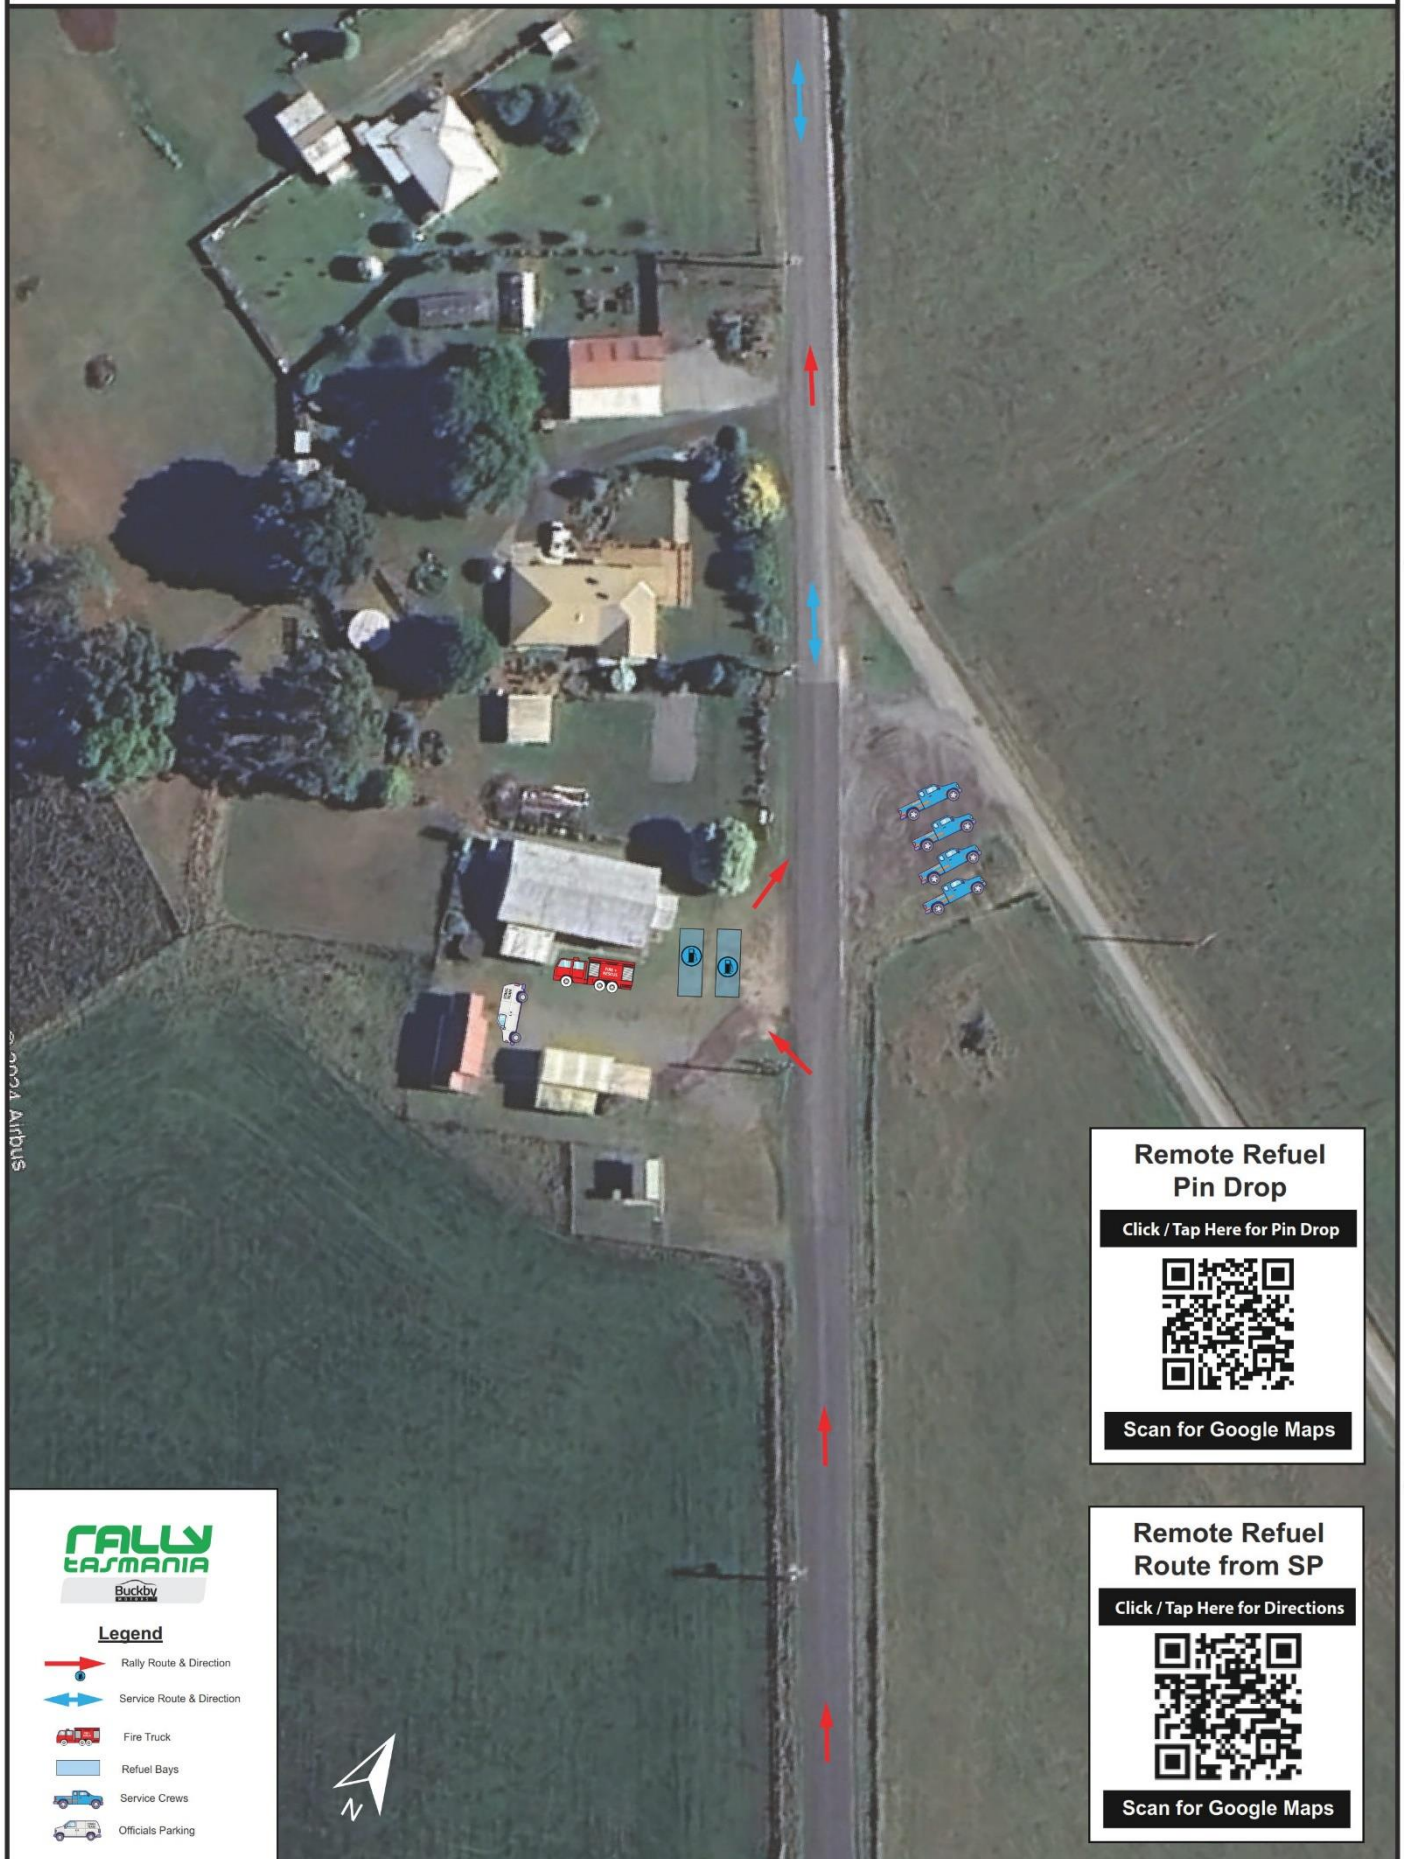 ©2024 Airbus
Remote Refuel
Pin Drop
Click / Tap Here for Pin Drop
Scan for Google Maps
Remote Refuel
Route from SP
Click / Tap Here for Directions
Scan for Google Maps
RALLY
TASMANIA
Buckby
MOTORS
Legend
Rally Route & Direction
Service Route & Direction
Fire Truck
Refuel Bays
Service Crews
Officials Parking
N